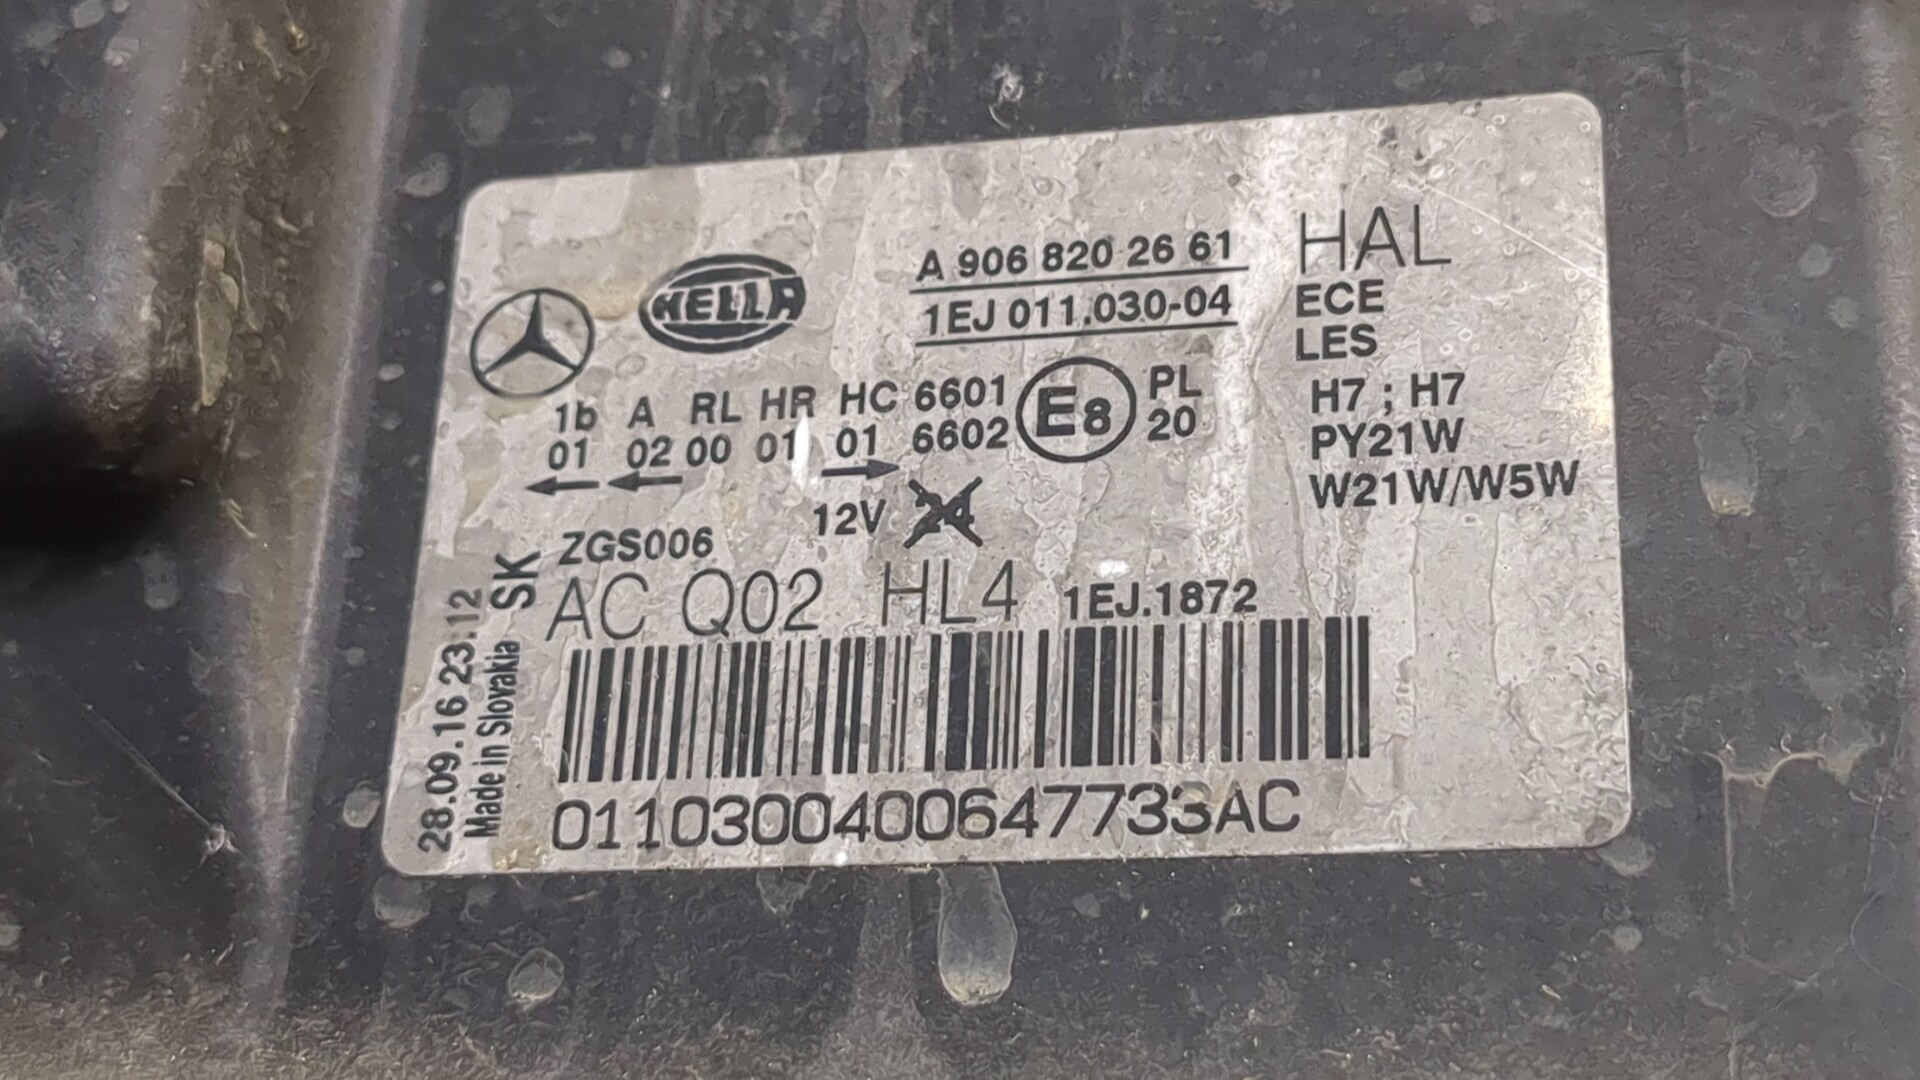 HELLA
A 906 820 26 61
1EJ 011.030-04
HAL
ECE
LES
1b A RL HR HC 6601
01 02 00 01 01 6602
E8
PL
20
H7 ; H7
PY21W
W21W/W5W
12V 24
ZGS006
AC Q02 HL4 1EJ.1872
0110300400647733AC
28.09.16 23:12
Made in Slovakia SK